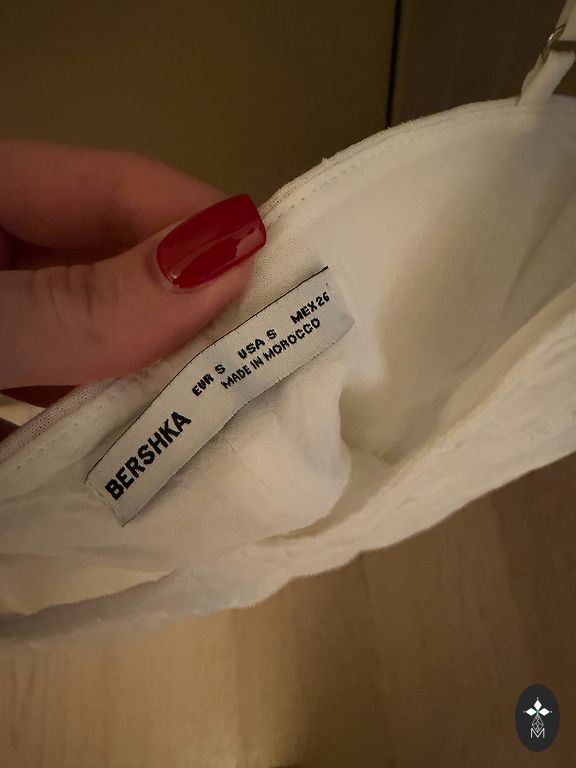 BERSHKA
EUR S USA S MEX 26
MADE IN MOROCCO